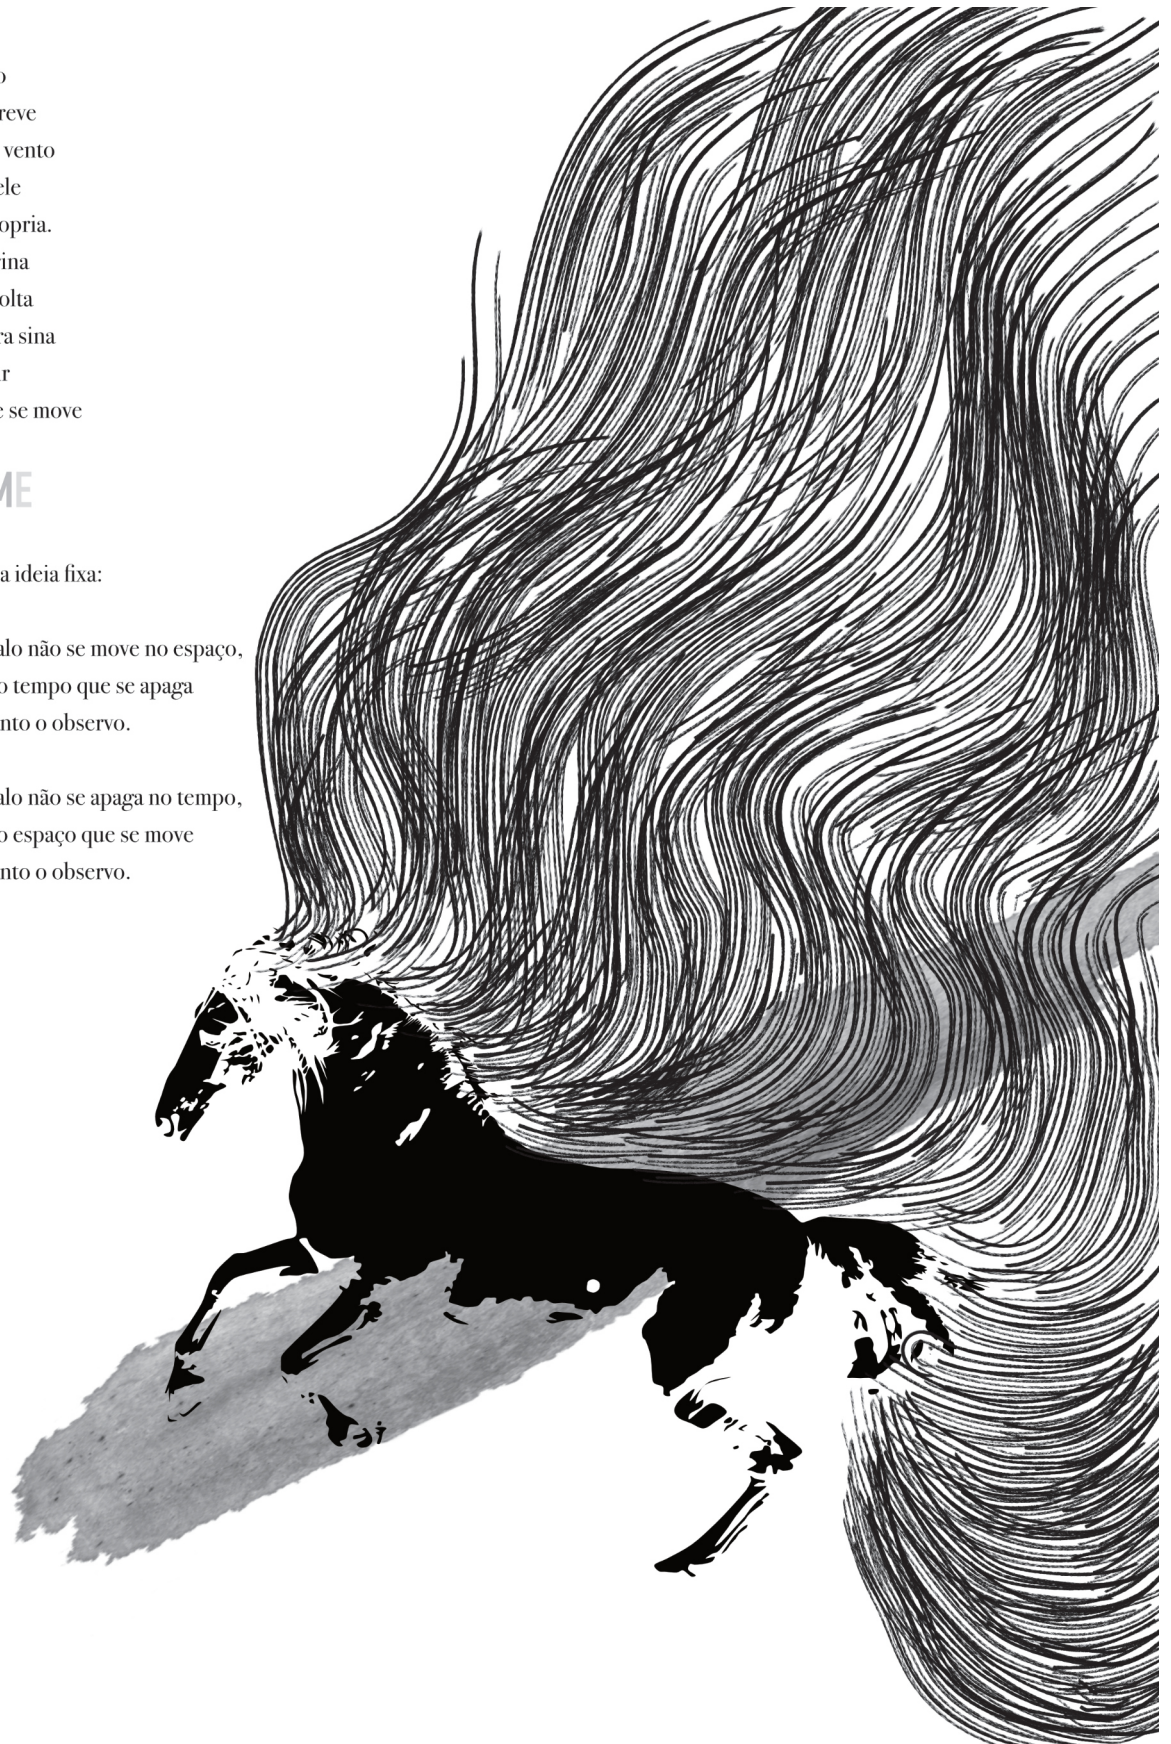 o
reve
vento
ele
opria.
ina
olta
ra sina
r
e se move
ME
a ideia fixa:
alo não se move no espaço,
o tempo que se apaga
nto o observo.
alo não se apaga no tempo,
o espaço que se move
nto o observo.